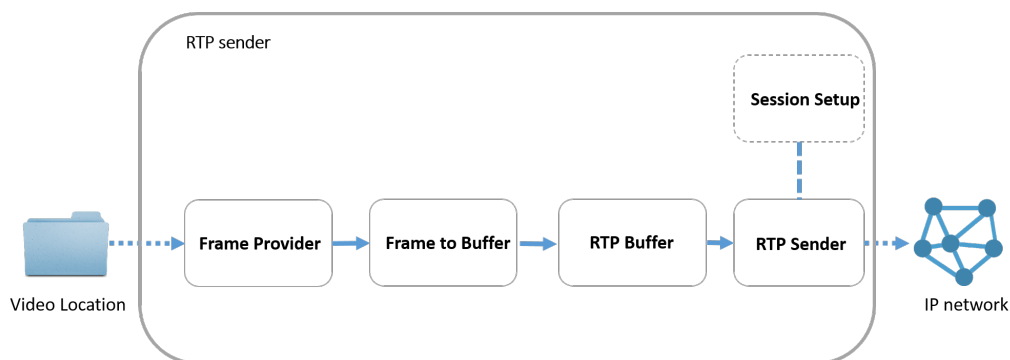 RTP sender
Session Setup
Frame Provider
Frame to Buffer
RTP Buffer
RTP Sender
Video Location
IP network